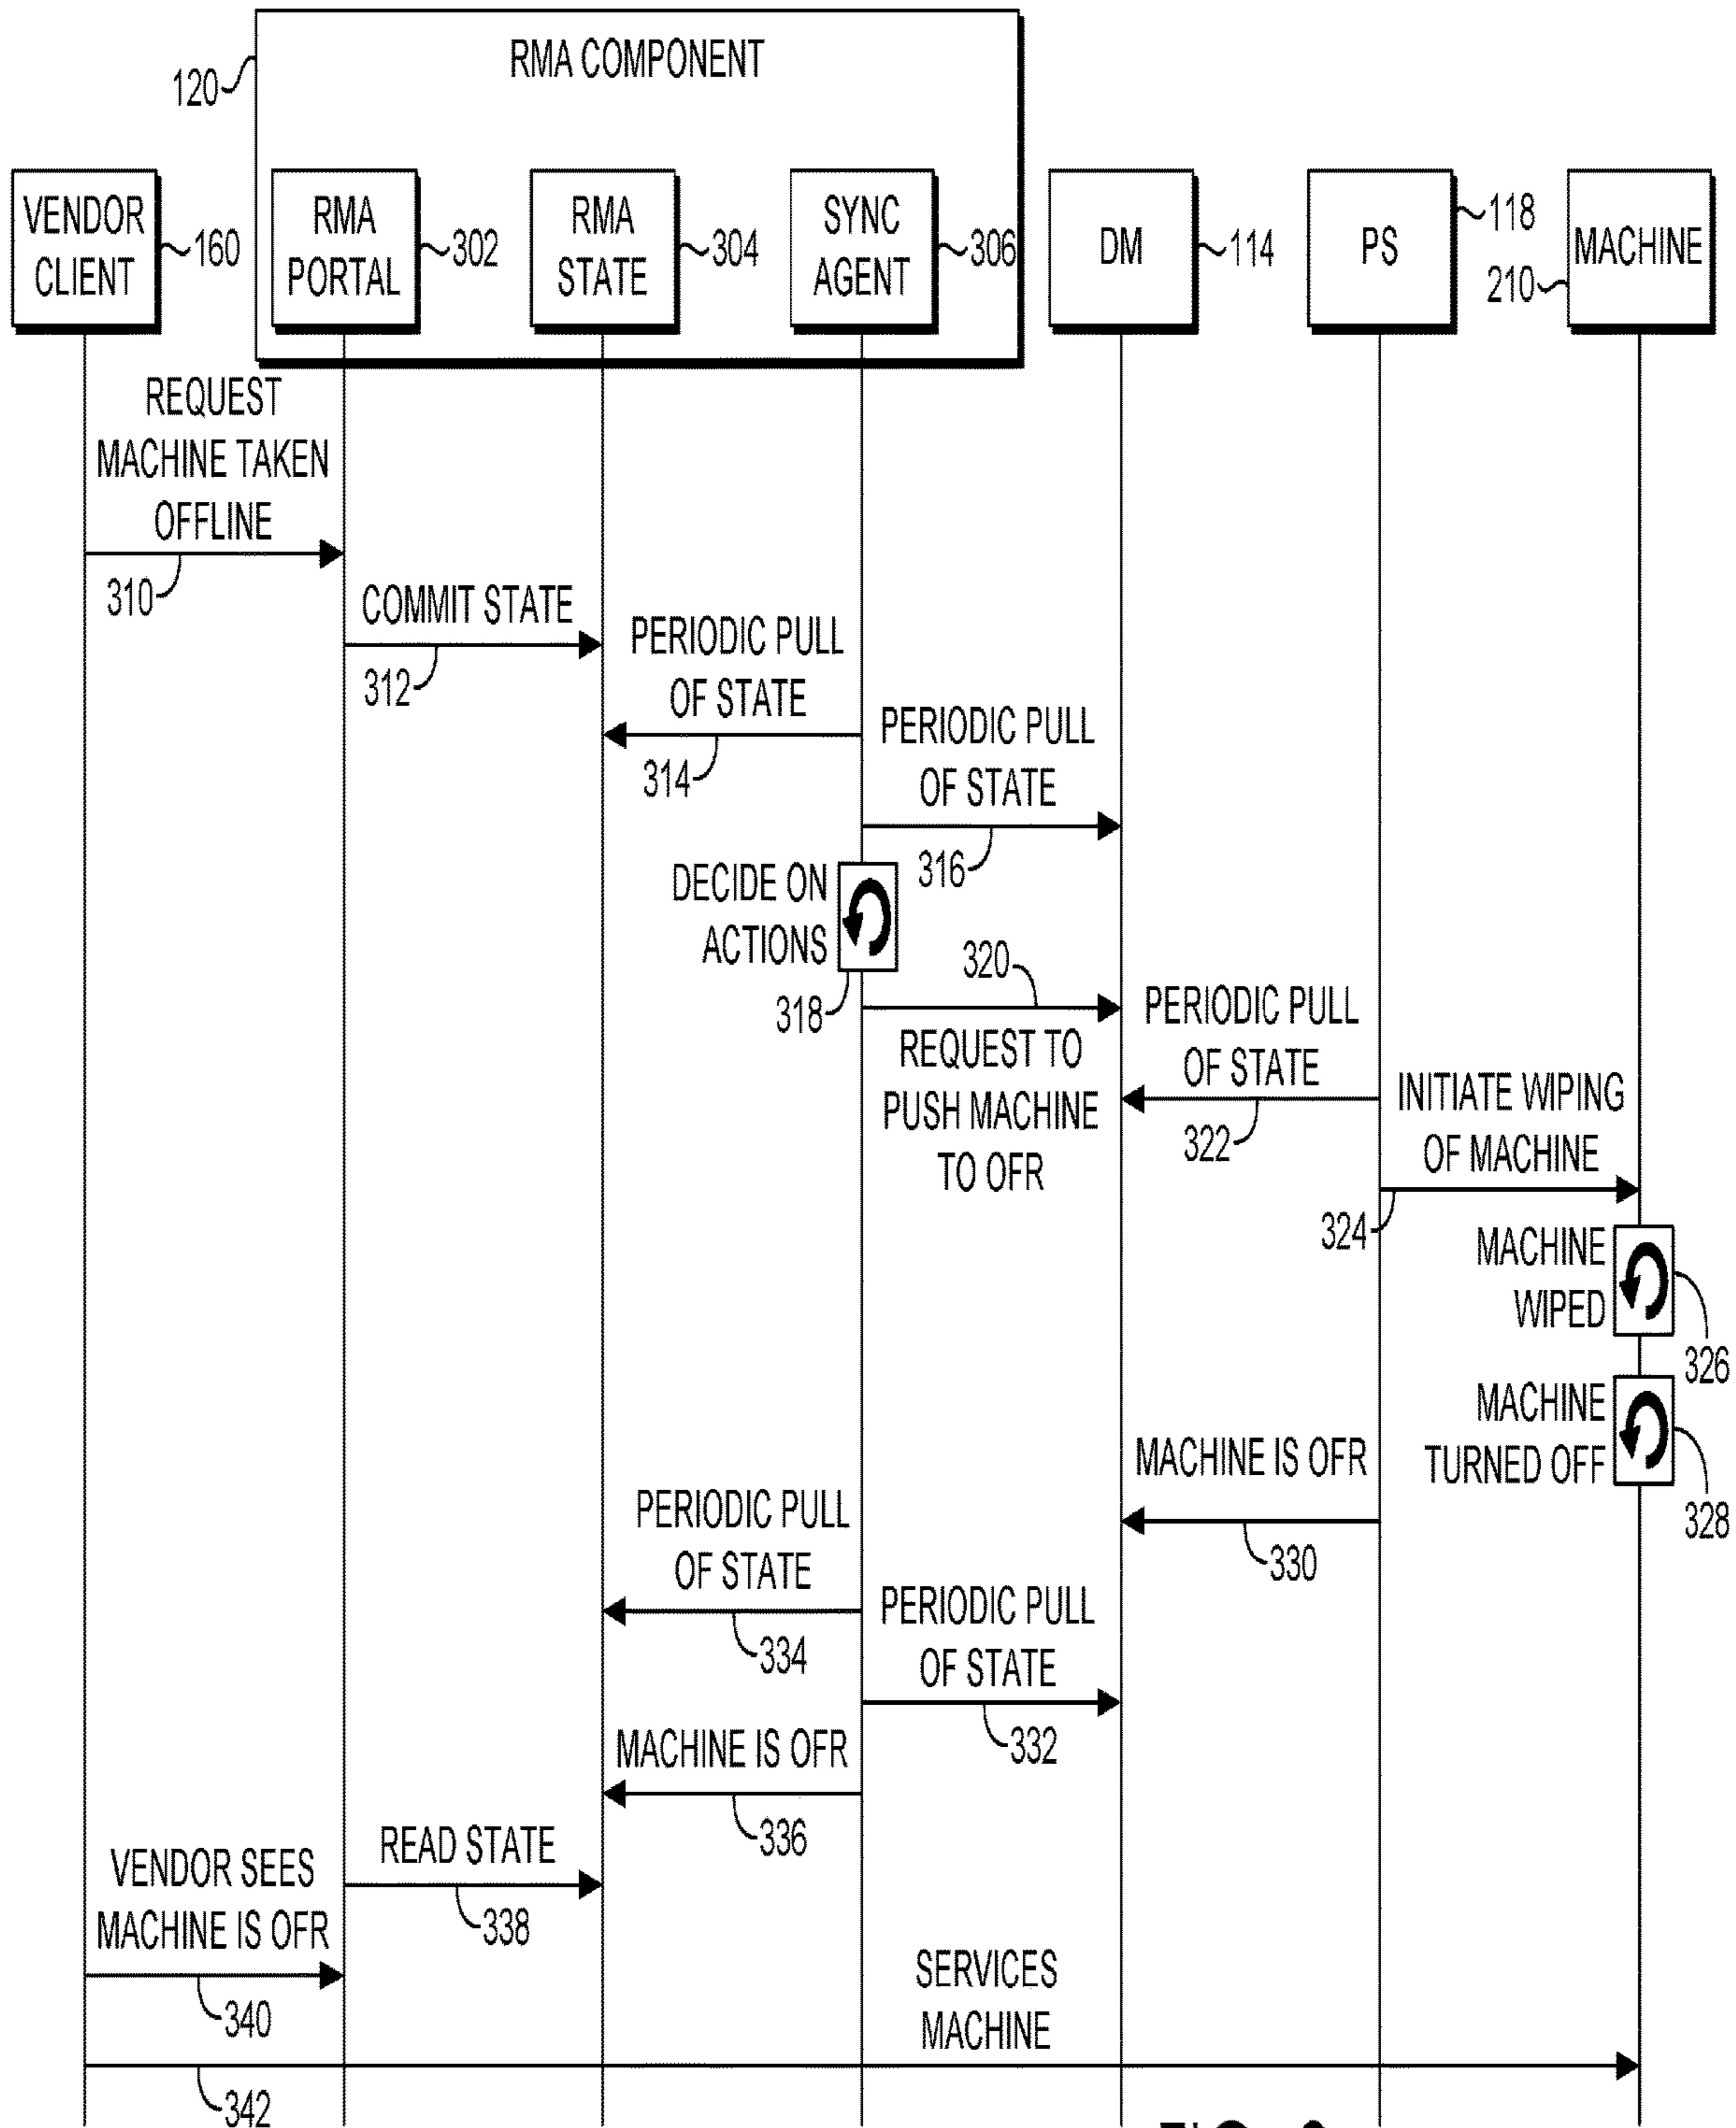 RMA COMPONENT
120
VENDOR
CLIENT
160
RMA
PORTAL
302
RMA
STATE
304
SYNC
AGENT
306
DM
114
PS
118
MACHINE
210
REQUEST
MACHINE TAKEN
OFFLINE
310
COMMIT STATE
312
PERIODIC PULL
OF STATE
314
PERIODIC PULL
OF STATE
316
DECIDE ON
ACTIONS
318
320
REQUEST TO
PUSH MACHINE
TO OFR
PERIODIC PULL
OF STATE
322
INITIATE WIPING
OF MACHINE
324
MACHINE
WIPED
326
MACHINE
TURNED OFF
328
MACHINE IS OFR
330
PERIODIC PULL
OF STATE
334
PERIODIC PULL
OF STATE
332
MACHINE IS OFR
336
READ STATE
338
VENDOR SEES
MACHINE IS OFR
340
SERVICES
MACHINE
342